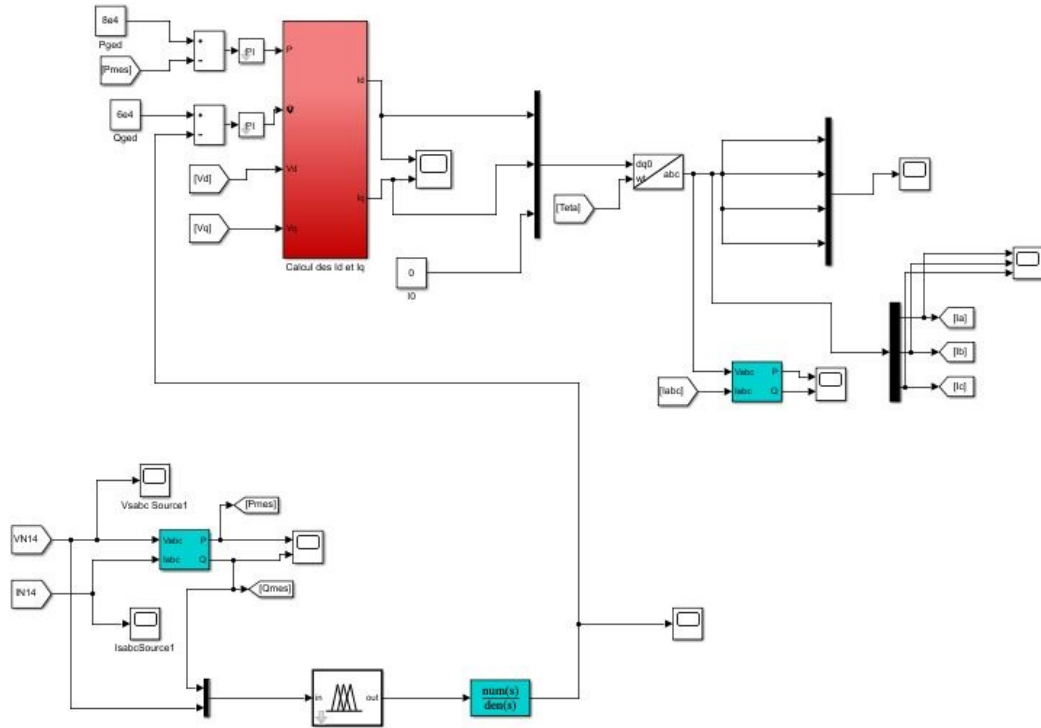 8e4
Pged
[Pmes]
PI
P
6e4
Qged
PI
[Vd]
Vd
[Vq]
Vq
Id
Iq
Calcul des Id et Iq
0
I0
dq0
wt
abc
[Teta]
[Ia]
[Ib]
[Ic]
[Iabc]
Vabc
Iabc
P
Q
Vsabc Source1
[Pmes]
VN14
Vabc
P
Iabc
Q
IN14
[Qmes]
IsabcSource1
in
out
num(s)
den(s)